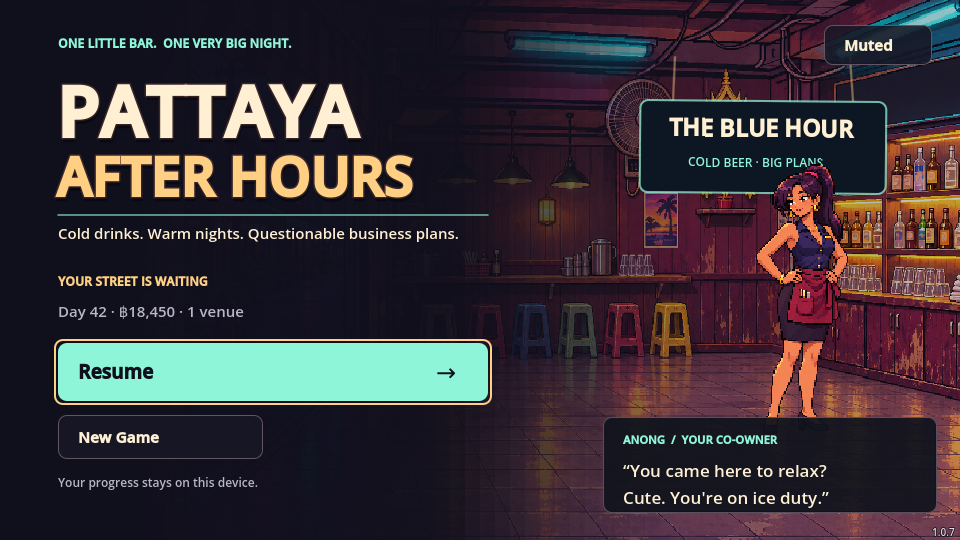 ONE LITTLE BAR. ONE VERY BIG NIGHT.
Muted
PATTAYA
AFTER HOURS
THE BLUE HOUR
COLD BEER · BIG PLANS
Cold drinks. Warm nights. Questionable business plans.
YOUR STREET IS WAITING
Day 42 · ฿18,450 · 1 venue
Resume →
New Game
Your progress stays on this device.
ANONG / YOUR CO-OWNER
“You came here to relax?
Cute. You're on ice duty.”
1.0.7